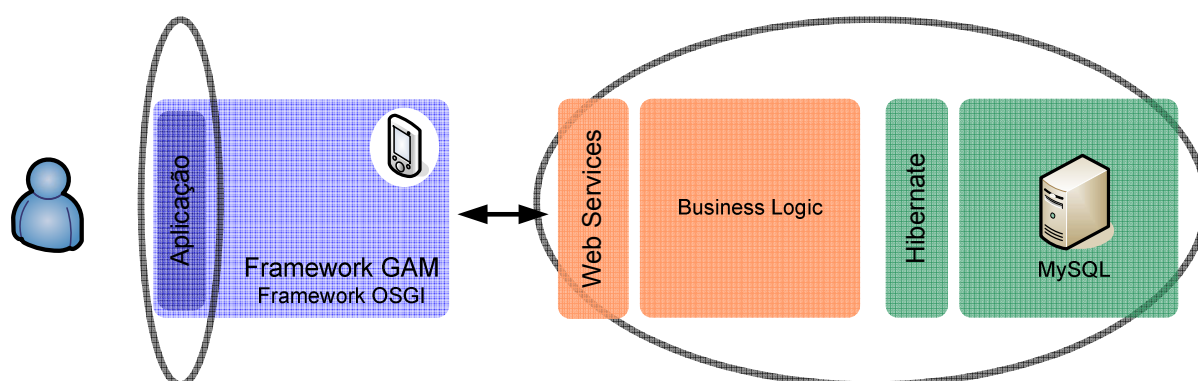 Aplicação
Framework GAM
Framework OSGI
Web Services
Business Logic
Hibernate
MySQL